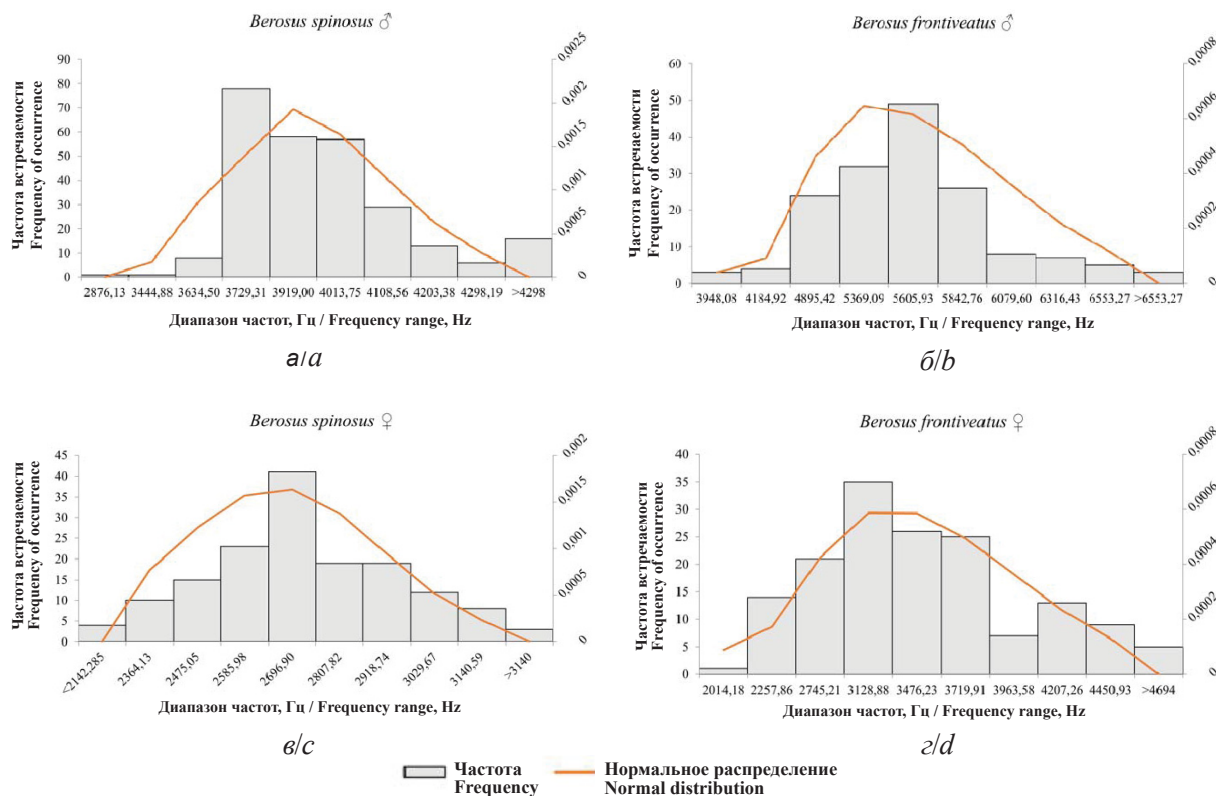 Berosus spinosus ♂
Частота встречаемости
Frequency of occurrence
90
80
70
60
50
40
30
20
10
0
0,0025
0,002
0,0015
0,001
0,0005
0
2876,13 3444,88 3634,50 3729,31 3919,00 4013,75 4108,56 4203,38 4298,19 >4298
Диапазон частот, Гц / Frequency range, Hz
а/a
Berosus frontiveatus ♂
Частота встречаемости
Frequency of occurrence
60
50
40
30
20
10
0
0,0008
0,0006
0,0004
0,0002
0
3948,08 4184,92 4895,42 5369,09 5605,93 5842,76 6079,60 6316,43 6553,27 >6553,27
Диапазон частот, Гц / Frequency range, Hz
б/b
Berosus spinosus ♀
Частота встречаемости
Frequency of occurrence
45
40
35
30
25
20
15
10
5
0
0,002
0,0015
0,001
0,0005
0
<2142,285 2364,13 2475,05 2585,98 2696,90 2807,82 2918,74 3029,67 3140,59 >3140
Диапазон частот, Гц / Frequency range, Hz
в/c
Berosus frontiveatus ♀
Частота встречаемости
Frequency of occurrence
40
35
30
25
20
15
10
5
0
0,0008
0,0006
0,0004
0,0002
0
2014,18 2257,86 2745,21 3128,88 3476,23 3719,91 3963,58 4207,26 4450,93 >4694
Диапазон частот, Гц / Frequency range, Hz
г/d
Частота
Frequency
Нормальное распределение
Normal distribution